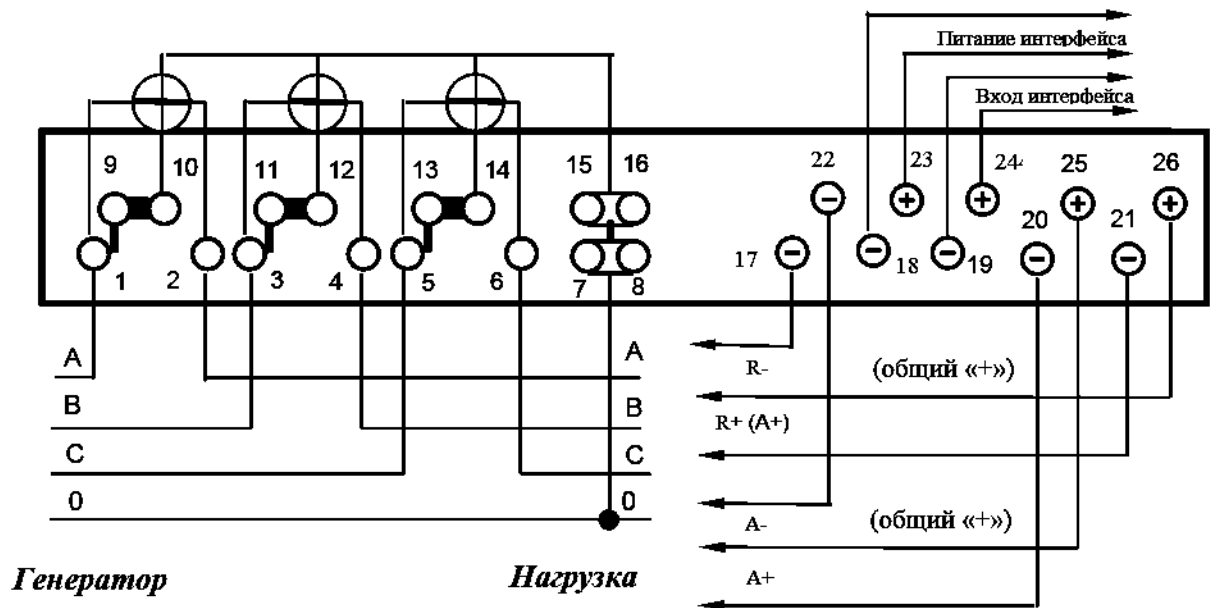 Питание интерфейса
Вход интерфейса
9 10 11 12 13 14 15 16 22 23 24 25 26
1 2 3 4 5 6 7 8 17 18 19 20 21
A A
B B
C C
0 0
R-
(общий «+»)
R+ (A+)
A-
(общий «+»)
A+
Генератор Нагрузка